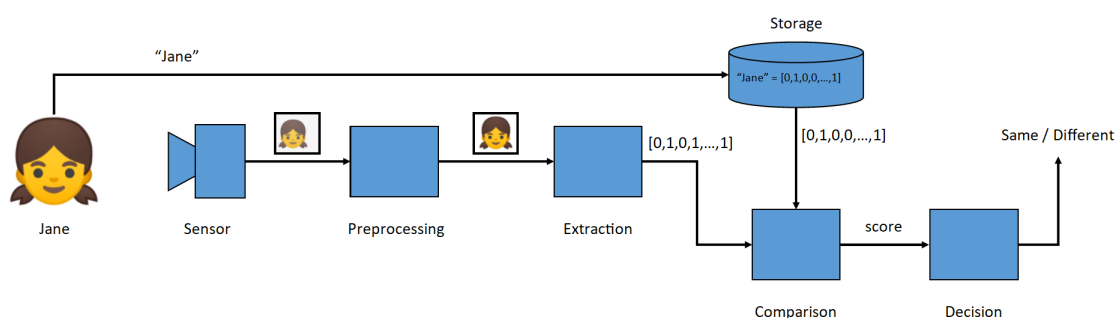 Storage
“Jane”
“Jane” = [0,1,0,0,...,1]
[0,1,0,1,...,1]
[0,1,0,0,...,1]
Same / Different
Jane
Sensor
Preprocessing
Extraction
score
Comparison
Decision